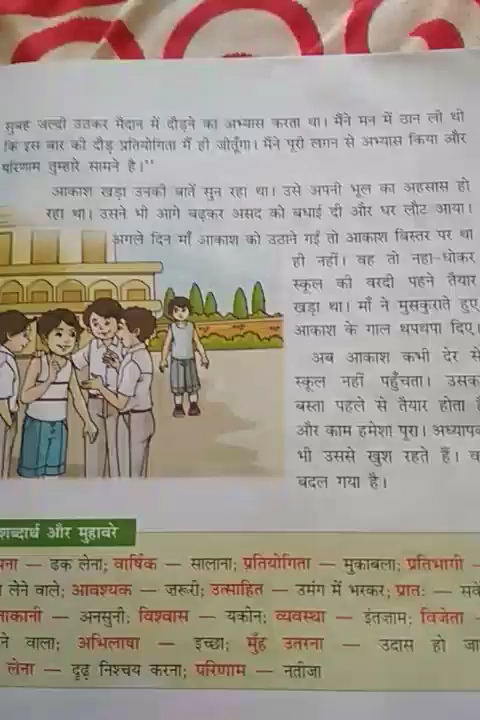 सुबह जल्दी उठकर मैदान में दौड़ने का अभ्यास करता था। मैंने मन में ठान ली थी
कि इस बार की दौड़ प्रतियोगिता मैं ही जीतूँगा। मैंने पूरी लगन से अभ्यास किया और
परिणाम तुम्हारे सामने है।''
आकाश खड़ा उनकी बातें सुन रहा था। उसे अपनी भूल का अहसास हो
रहा था। उसने भी आगे बढ़कर असद को बधाई दी और घर लौट आया।
अगले दिन माँ आकाश को उठाने गईं तो आकाश बिस्तर पर था
ही नहीं। वह तो नहा-धोकर
स्कूल की वरदी पहने तैयार
खड़ा था। माँ ने मुसकुराते हुए
आकाश के गाल थपथपा दिए।
अब आकाश कभी देर से
स्कूल नहीं पहुँचता। उसक
बस्ता पहले से तैयार होता
और काम हमेशा पूरा। अध्यापक
भी उससे खुश रहते हैं। व
बदल गया है।
शब्दार्थ और मुहावरे
पना — ढक लेना; वार्षिक — सालाना; प्रतियोगिता — मुकाबला; प्रतिभागी —
लेने वाले; आवश्यक — ज़रूरी; उत्साहित — उमंग में भरकर; प्रातः — सवे
नाकानी — अनसुनी; विश्वास — यकीन; व्यवस्था — इंतज़ाम; विजेता —
ने वाला; अभिलाषा — इच्छा; मुँह उतरना — उदास हो जा
लेना — दृढ़ निश्चय करना; परिणाम — नतीजा